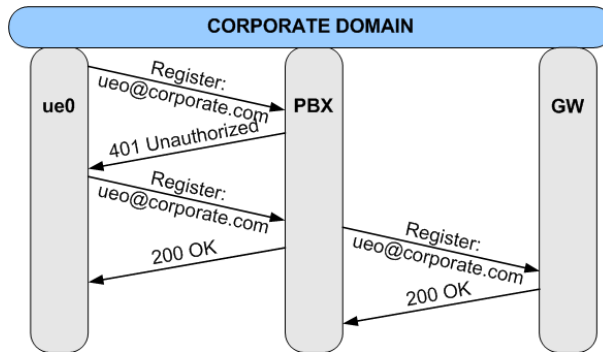 CORPORATE DOMAIN
ue0
PBX
GW
Register:
ueo@corporate.com
401 Unauthorized
Register:
ueo@corporate.com
200 OK
Register:
ueo@corporate.com
200 OK